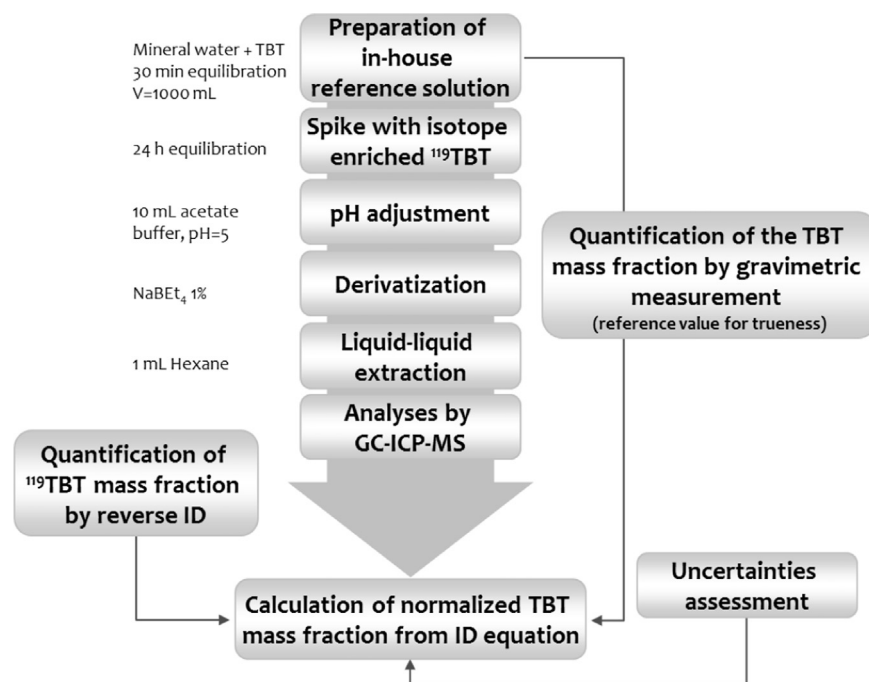 Mineral water + TBT
30 min equilibration
V=1000 mL
Preparation of
in-house
reference solution
24 h equilibration
Spike with isotope
enriched ¹¹⁹TBT
10 mL acetate
buffer, pH=5
pH adjustment
NaBEt₄ 1%
Derivatization
1 mL Hexane
Liquid-liquid
extraction
Analyses by
GC-ICP-MS
Quantification of the TBT
mass fraction by gravimetric
measurement
(reference value for trueness)
Quantification of
¹¹⁹TBT mass fraction
by reverse ID
Calculation of normalized TBT
mass fraction from ID equation
Uncertainties
assessment